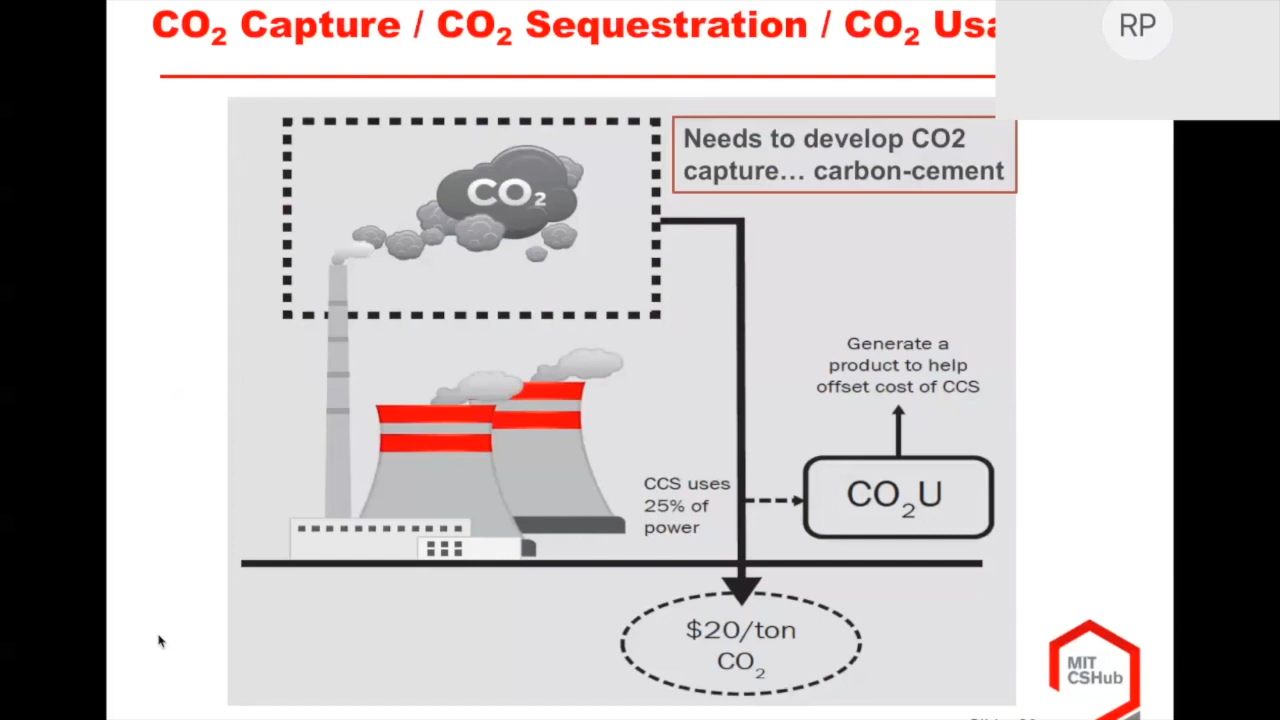 CO₂ Capture / CO₂ Sequestration / CO₂ Usa
RP
Needs to develop CO2
capture... carbon-cement
CO₂
Generate a
product to help
offset cost of CCS
CCS uses
25% of
power
CO₂U
$20/ton
CO₂
MIT
CSHub